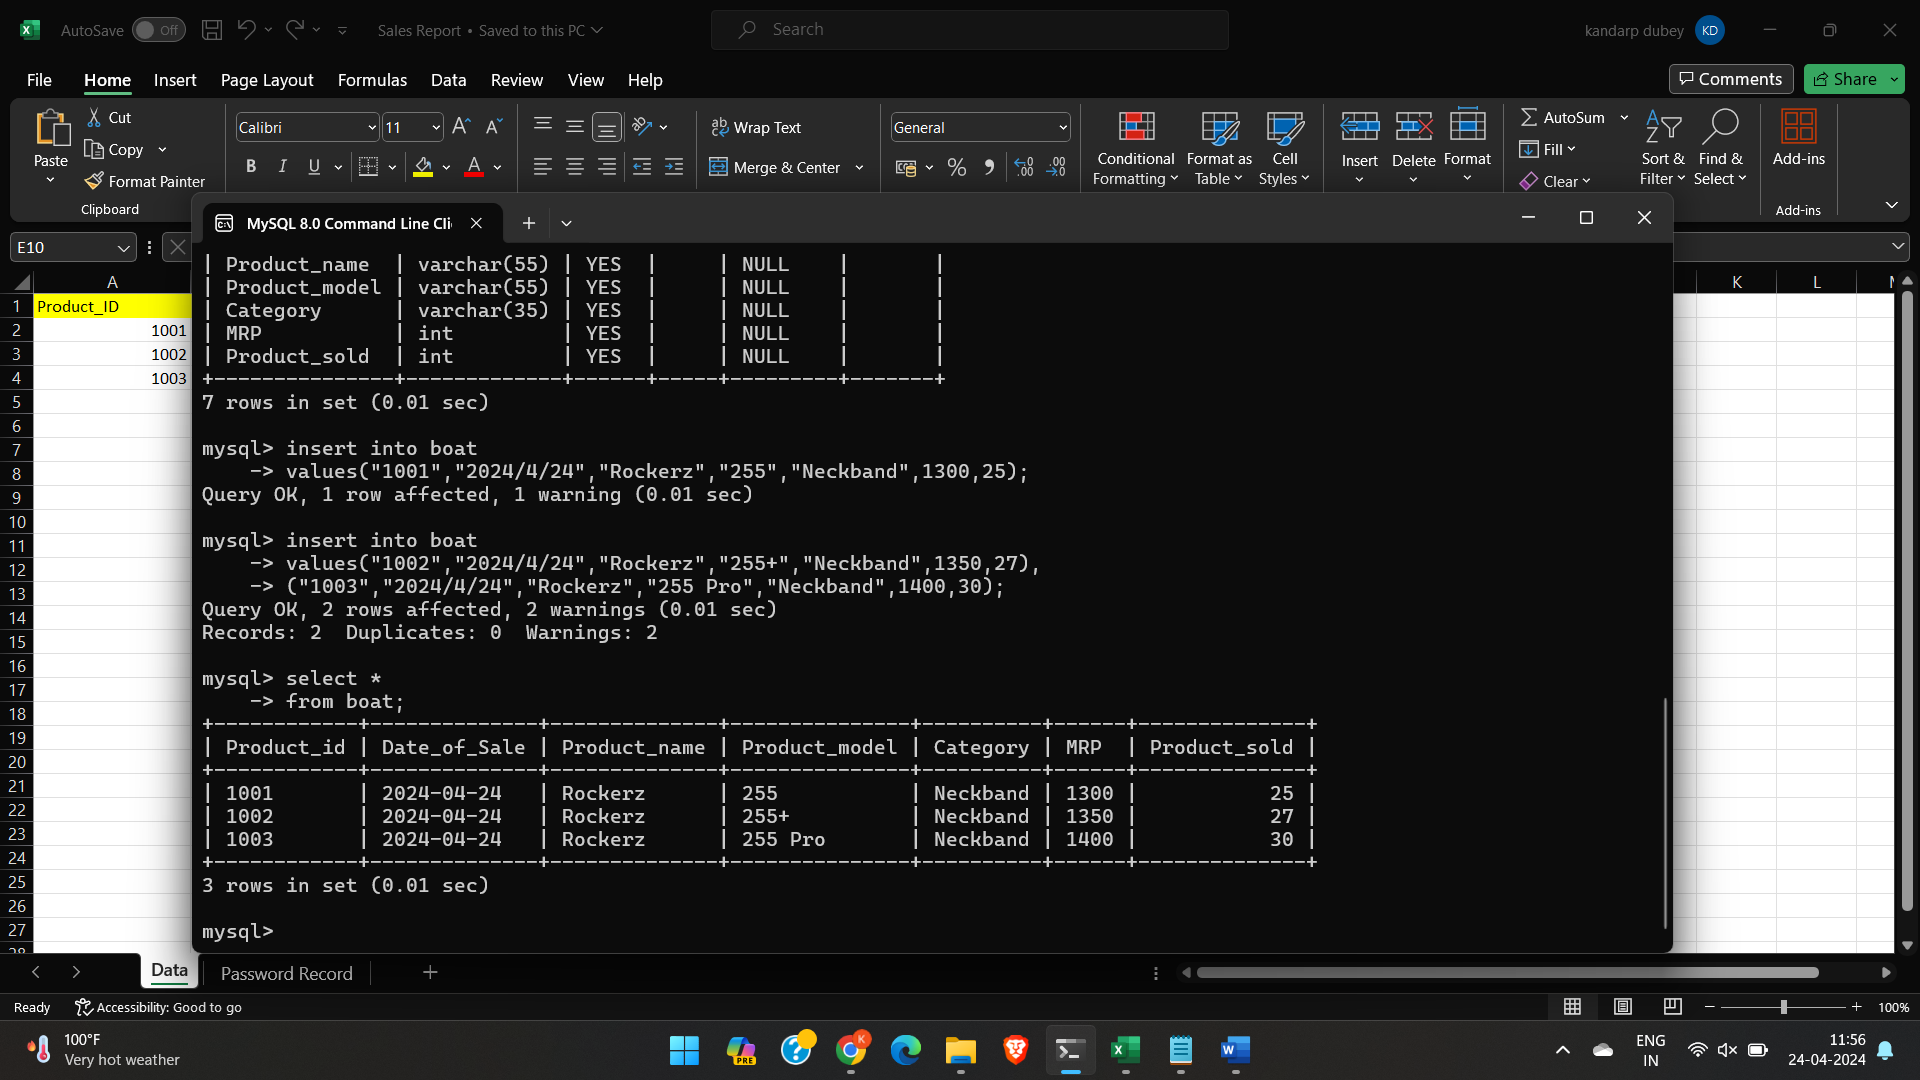 AutoSave Off Sales Report • Saved to this PC Search kandarp dubey KD
File Home Insert Page Layout Formulas Data Review View Help Comments Share
Paste Cut Copy Format Painter Clipboard
Calibri 11 B I U A
Wrap Text Merge & Center
General
Conditional Formatting Format as Table Cell Styles
Insert Delete Format
AutoSum Fill Clear
Sort & Filter Find & Select
Add-ins
Add-ins
E10
MySQL 8.0 Command Line Cli
A K L
1 Product_ID
2 1001
3 1002
4 1003
5
6
7
8
9
10
11
12
13
14
15
16
17
18
19
20
21
22
23
24
25
26
27
28
| Product_name  | varchar(55) | YES  |     | NULL    |       |
| Product_model | varchar(55) | YES  |     | NULL    |       |
| Category      | varchar(35) | YES  |     | NULL    |       |
| MRP           | int         | YES  |     | NULL    |       |
| Product_sold  | int         | YES  |     | NULL    |       |
+---------------+-------------+------+-----+---------+-------+
7 rows in set (0.01 sec)
mysql> insert into boat
    -> values("1001","2024/4/24","Rockerz","255","Neckband",1300,25);
Query OK, 1 row affected, 1 warning (0.01 sec)
mysql> insert into boat
    -> values("1002","2024/4/24","Rockerz","255+","Neckband",1350,27),
    -> ("1003","2024/4/24","Rockerz","255 Pro","Neckband",1400,30);
Query OK, 2 rows affected, 2 warnings (0.01 sec)
Records: 2  Duplicates: 0  Warnings: 2
mysql> select *
    -> from boat;
+------------+--------------+--------------+---------------+----------+------+--------------+
| Product_id | Date_of_Sale | Product_name | Product_model | Category | MRP  | Product_sold |
+------------+--------------+--------------+---------------+----------+------+--------------+
| 1001       | 2024-04-24   | Rockerz      | 255           | Neckband | 1300 |           25 |
| 1002       | 2024-04-24   | Rockerz      | 255+          | Neckband | 1350 |           27 |
| 1003       | 2024-04-24   | Rockerz      | 255 Pro       | Neckband | 1400 |           30 |
+------------+--------------+--------------+---------------+----------+------+--------------+
3 rows in set (0.01 sec)
mysql>
Data Password Record
Ready Accessibility: Good to go 100%
100°F
Very hot weather
PRE
K
ENG
IN
11:56
24-04-2024